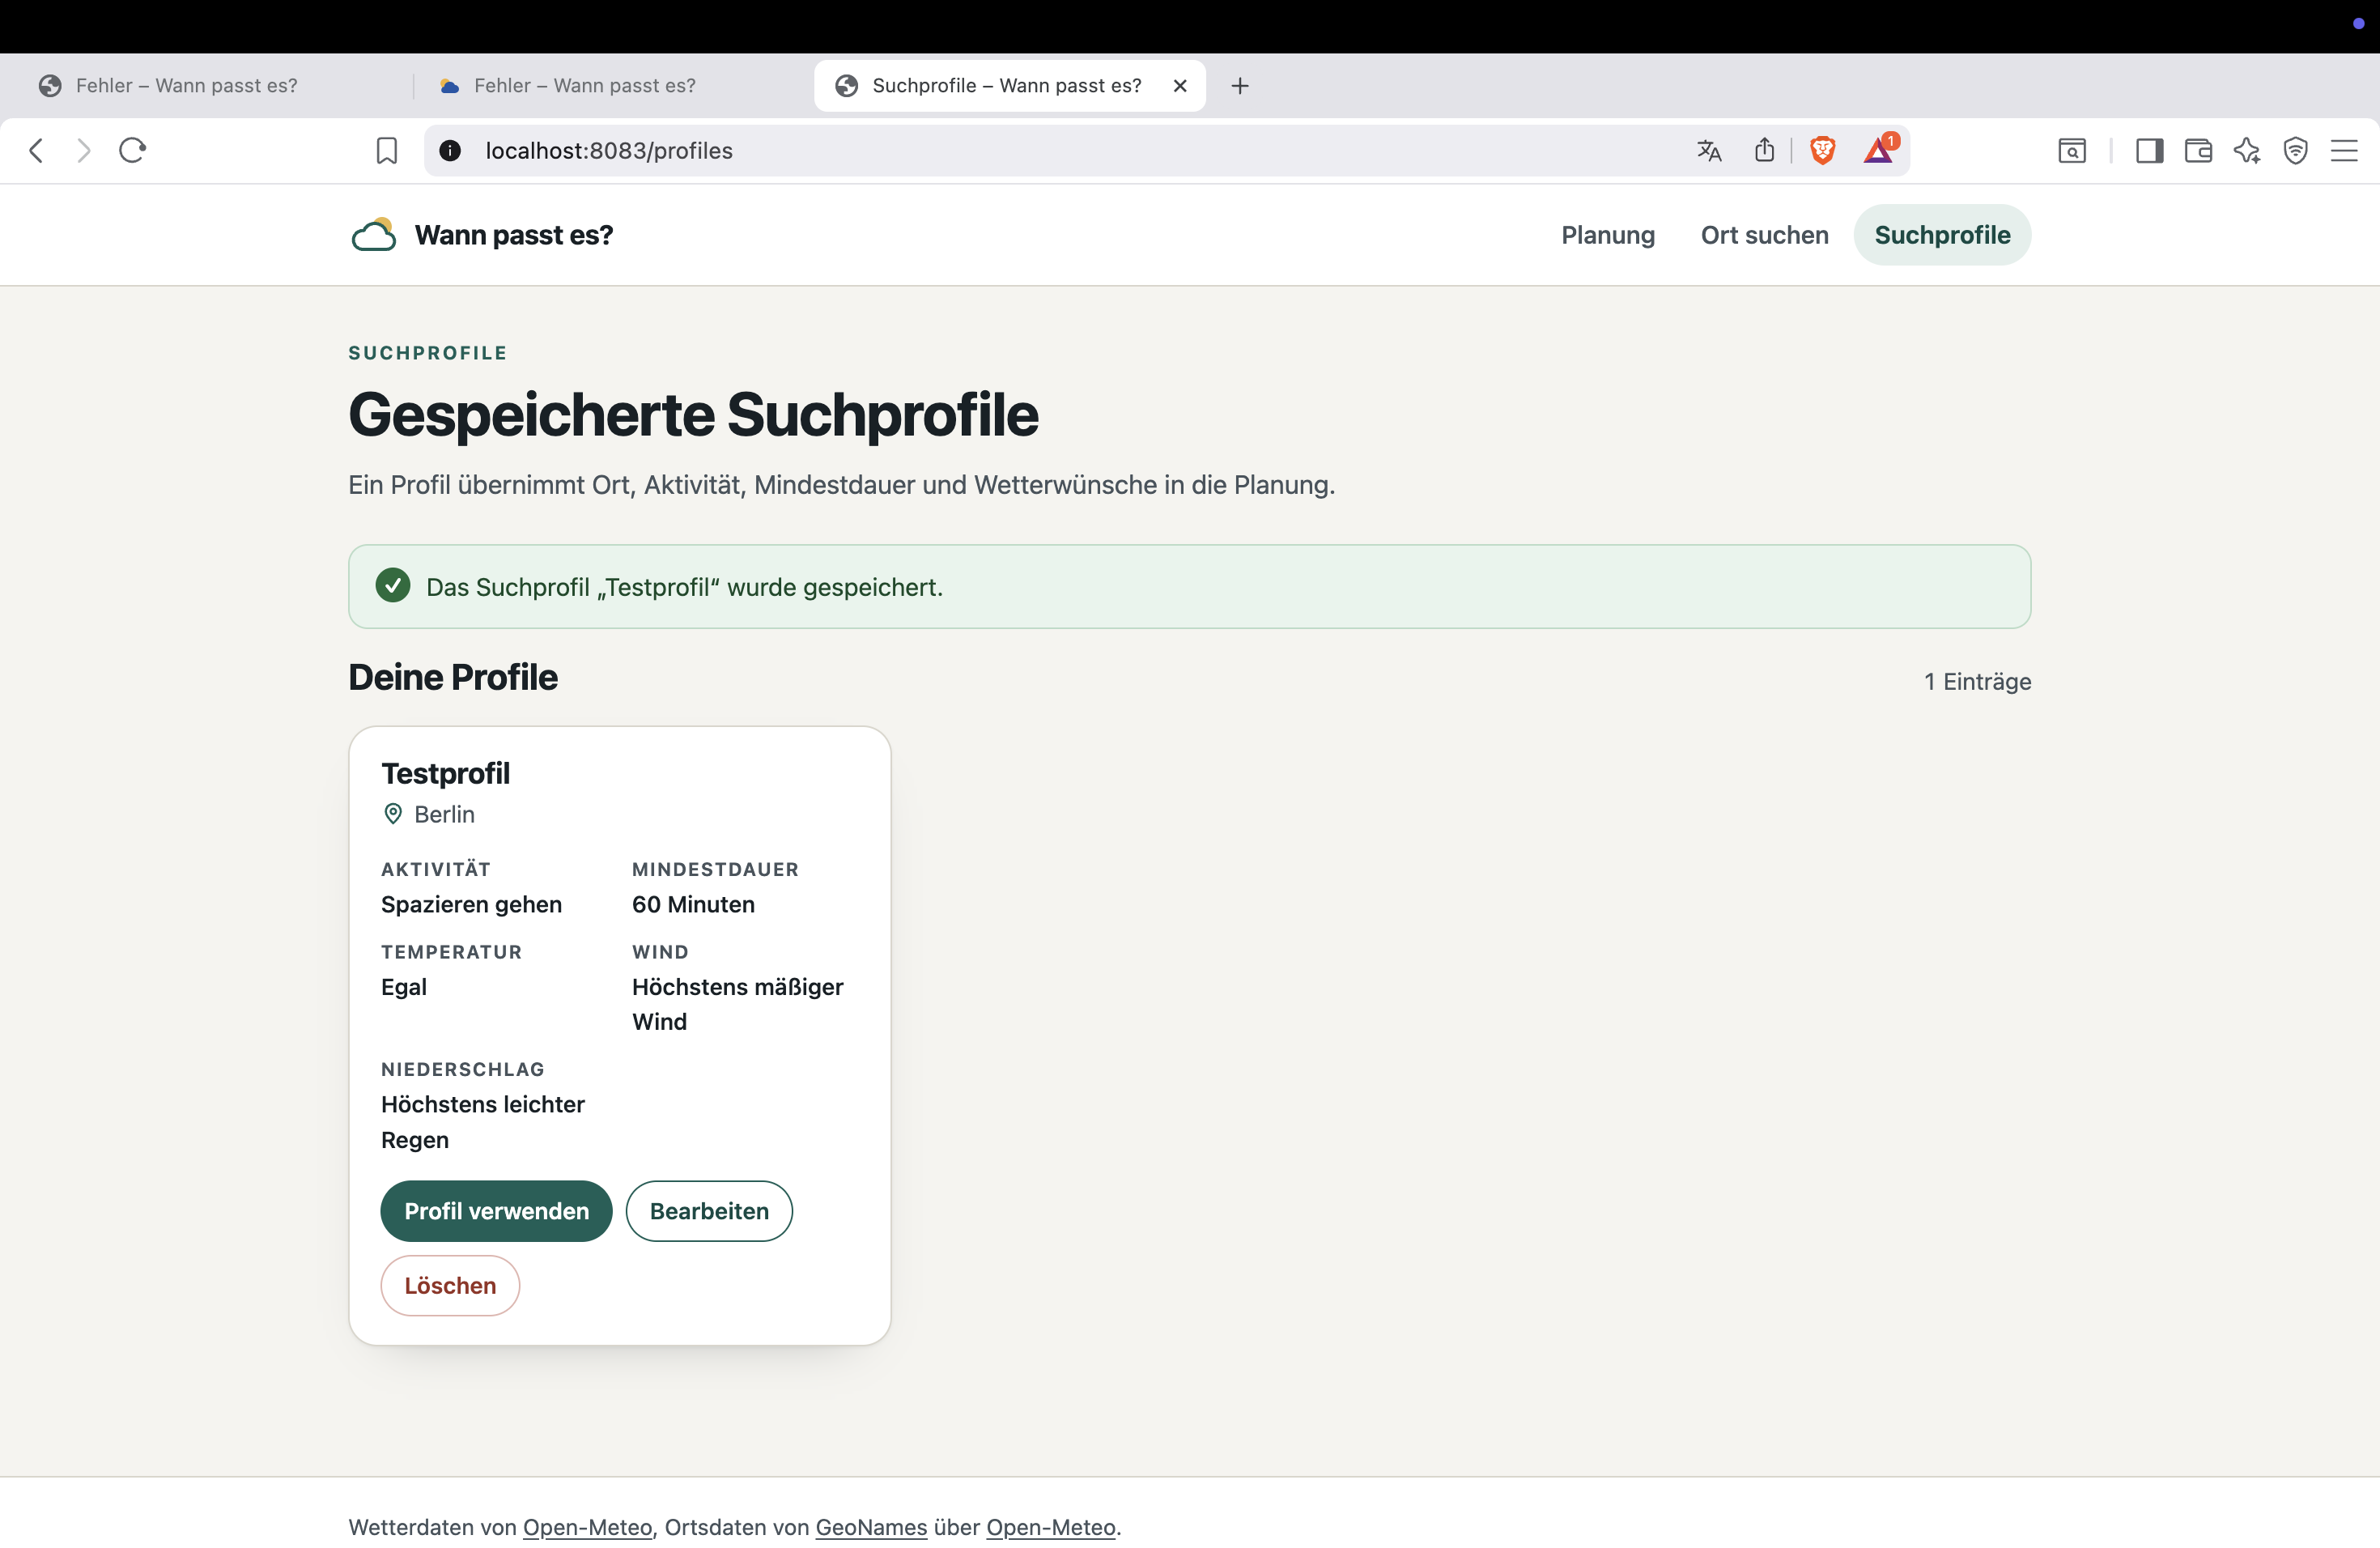 Fehler – Wann passt es?
Fehler – Wann passt es?
Suchprofile – Wann passt es?
localhost:8083/profiles
1
Wann passt es?
Planung
Ort suchen
Suchprofile
SUCHPROFILE
Gespeicherte Suchprofile
Ein Profil übernimmt Ort, Aktivität, Mindestdauer und Wetterwünsche in die Planung.
Das Suchprofil „Testprofil“ wurde gespeichert.
Deine Profile
1 Einträge
Testprofil
Berlin
AKTIVITÄT
Spazieren gehen
MINDESTDAUER
60 Minuten
TEMPERATUR
Egal
WIND
Höchstens mäßiger
Wind
NIEDERSCHLAG
Höchstens leichter
Regen
Profil verwenden
Bearbeiten
Löschen
Wetterdaten von Open-Meteo, Ortsdaten von GeoNames über Open-Meteo.